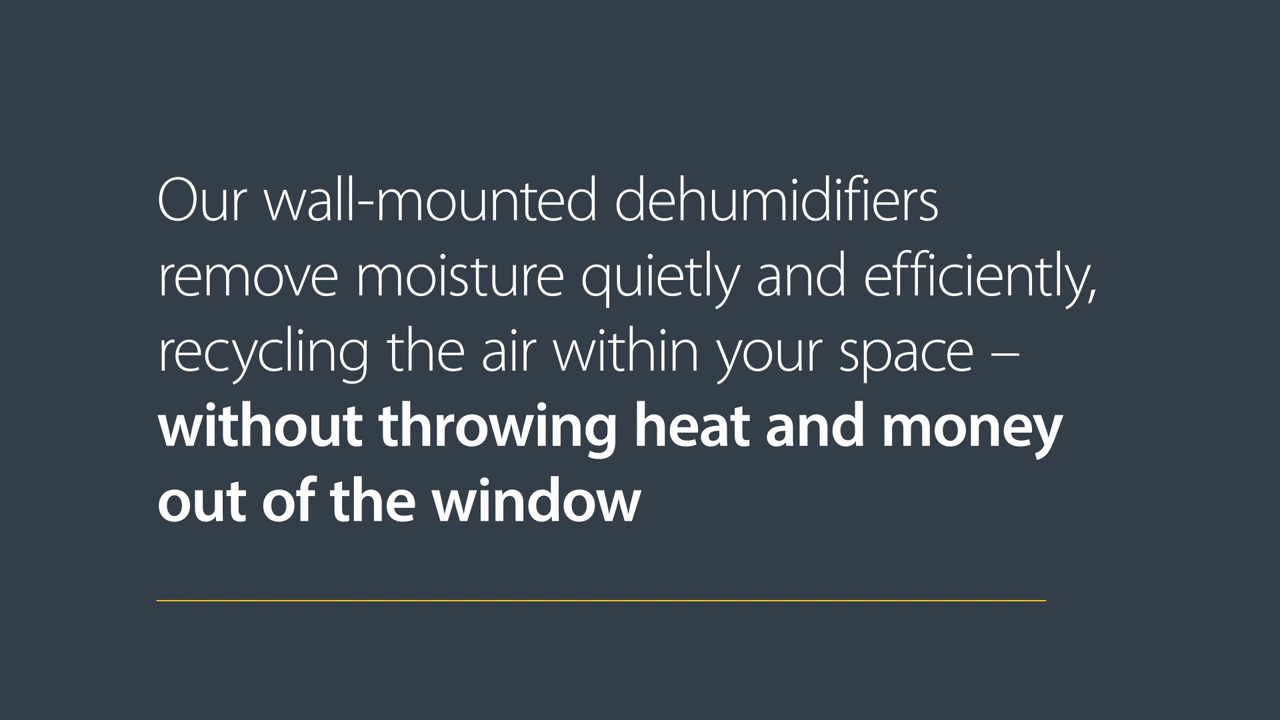 Our wall-mounted dehumidifiers
remove moisture quietly and efficiently,
recycling the air within your space –
without throwing heat and money
out of the window